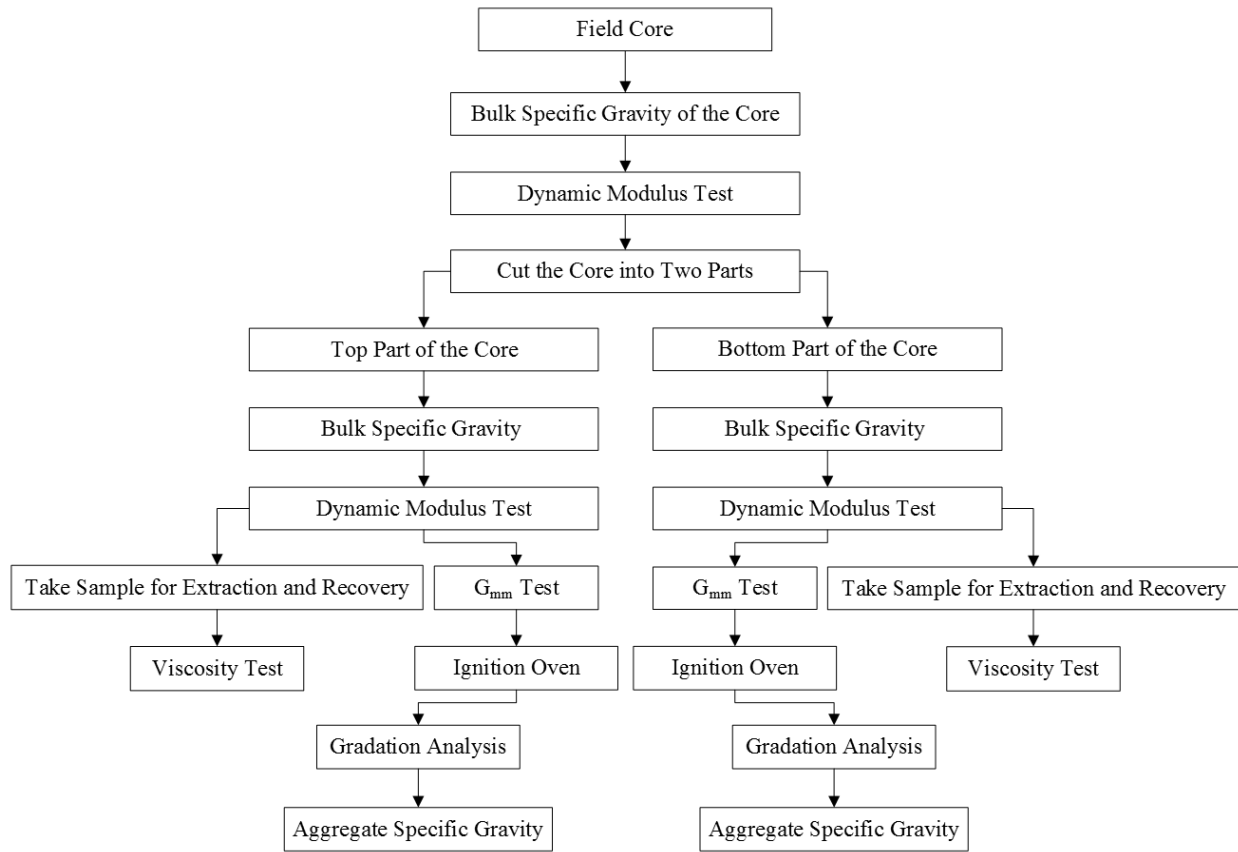 Field Core
Bulk Specific Gravity of the Core
Dynamic Modulus Test
Cut the Core into Two Parts
Top Part of the Core
Bottom Part of the Core
Bulk Specific Gravity
Bulk Specific Gravity
Dynamic Modulus Test
Dynamic Modulus Test
Take Sample for Extraction and Recovery
Gmm Test
Gmm Test
Take Sample for Extraction and Recovery
Viscosity Test
Ignition Oven
Ignition Oven
Viscosity Test
Gradation Analysis
Gradation Analysis
Aggregate Specific Gravity
Aggregate Specific Gravity